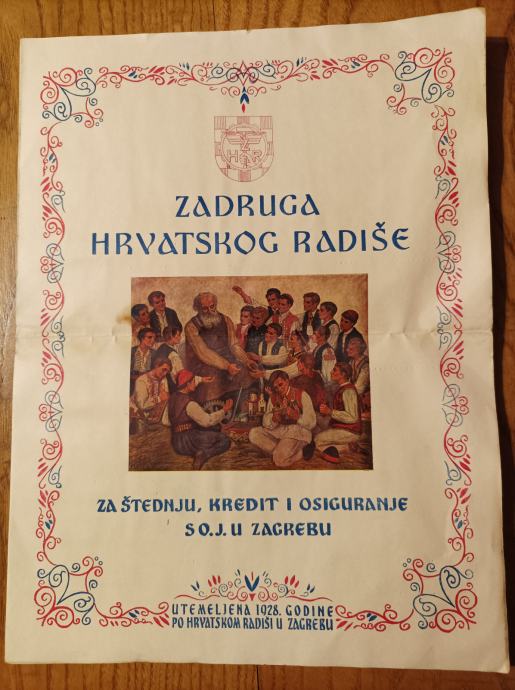 ZADRUGA
HRVATSKOG RADIŠE
ZA ŠTEDNJU, KREDIT I OSIGURANJE
S O.J. U ZAGREBU
UTEMELJENA 1928. GODINE
PO HRVATSKOM RADIŠI U ZAGREBU